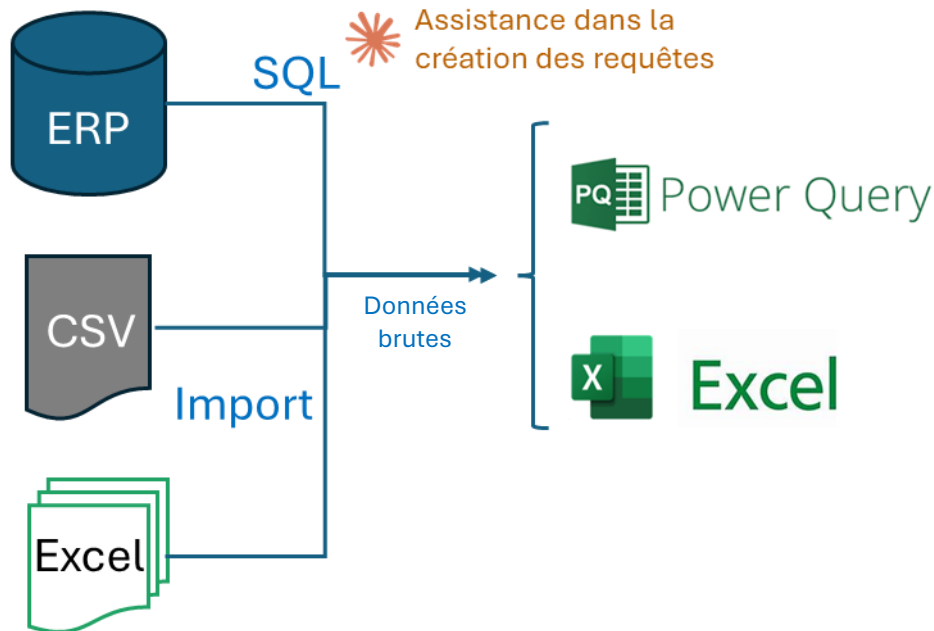 Assistance dans la
création des requêtes
SQL
ERP
PQ
Power Query
Données
brutes
CSV
X
Excel
Import
Excel